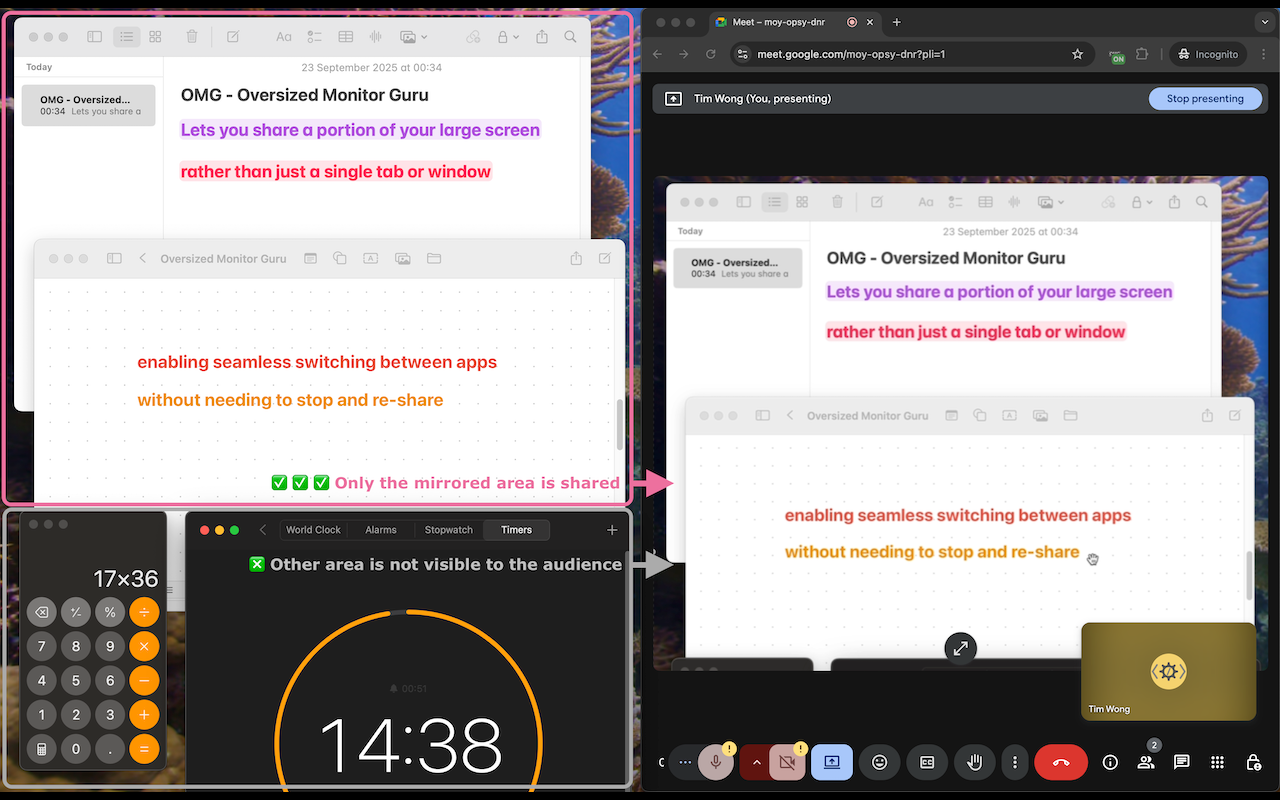 Today
23 September 2025 at 00:34
OMG - Oversized...
00:34 Lets you share a
OMG - Oversized Monitor Guru
Lets you share a portion of your large screen
rather than just a single tab or window
Oversized Monitor Guru
enabling seamless switching between apps
without needing to stop and re-share
✅ ✅ ✅ Only the mirrored area is shared
17×36
⌫ +/- % ÷
7 8 9 ×
4 5 6 −
1 2 3 +
0 . =
World Clock Alarms Stopwatch Timers +
❎ Other area is not visible to the audience
00:51
14:38
Meet – moy-opsy-dnr
meet.google.com/moy-opsy-dnr?pli=1
ON
Incognito
Tim Wong (You, presenting)
Stop presenting
Aa
Today
23 September 2025 at 00:34
OMG - Oversized...
00:34 Lets you share a
OMG - Oversized Monitor Guru
Lets you share a portion of your large screen
rather than just a single tab or window
Oversized Monitor Guru
enabling seamless switching between apps
without needing to stop and re-share
Tim Wong
2
CC